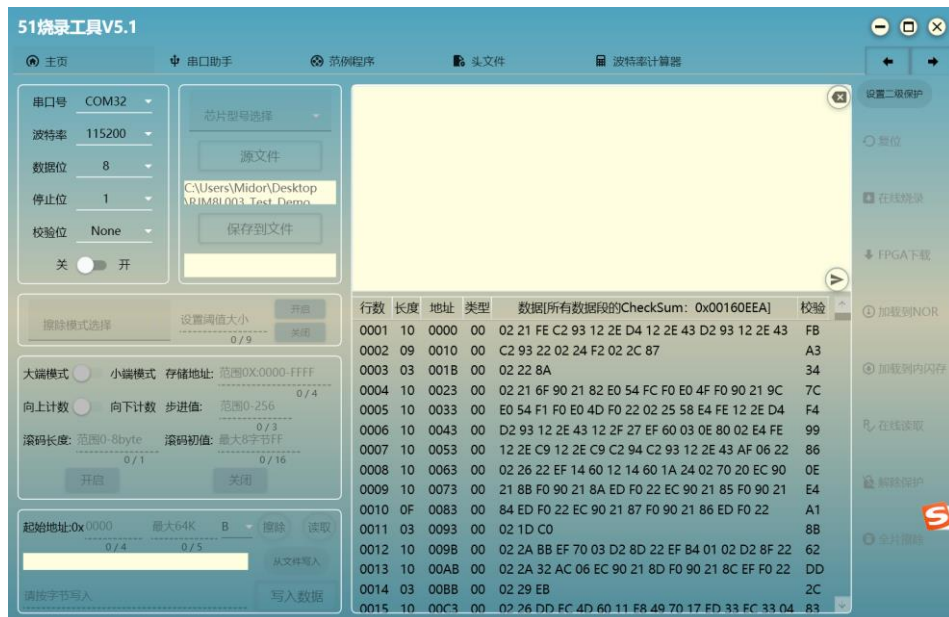 51烧录工具V5.1
主页 串口助手 范例程序 头文件 波特率计算器
串口号 COM32
波特率 115200
数据位 8
停止位 1
校验位 None
关 开
芯片型号选择
源文件
C:\Users\Midor\Desktop
\RJM8L003_Test_Demo
保存到文件
设置二级保护
复位
在线烧录
FPGA下载
加载到NOR
加载到内闪存
在线读取
解除保护
全片擦除
擦除模式选择 设置阈值大小 开启
0/9 关闭
大端模式 小端模式 存储地址: 范围0X:0000-FFFF
0/4
向上计数 向下计数 步进值: 范围0-256
0/3
滚码长度: 范围0-8byte 滚码初值: 最大8字节FF
0/1 0/16
开启 关闭
起始地址:0x 0000 最大64K B 擦除 读取
0/4 0/5
从文件写入
请按字节写入 写入数据
行数 长度 地址 类型 数据[所有数据段的CheckSum: 0x00160EEA] 校验
0001 10 0000 00 02 21 FE C2 93 12 2E D4 12 2E 43 D2 93 12 2E 43 FB
0002 09 0010 00 C2 93 22 02 24 F2 02 2C 87 A3
0003 03 001B 00 02 22 8A 34
0004 10 0023 00 02 21 6F 90 21 82 E0 54 FC F0 E0 4F F0 90 21 9C 7C
0005 10 0033 00 E0 54 F1 F0 E0 4D F0 22 02 25 58 E4 FE 12 2E D4 F4
0006 10 0043 00 D2 93 12 2E 43 12 2F 27 EF 60 03 0E 80 02 E4 FE 99
0007 10 0053 00 12 2E C9 12 2E C9 C2 94 C2 93 12 2E 43 AF 06 22 86
0008 10 0063 00 02 26 22 EF 14 60 12 14 60 1A 24 02 70 20 EC 90 0E
0009 10 0073 00 21 8B F0 90 21 8A ED F0 22 EC 90 21 85 F0 90 21 E4
0010 0F 0083 00 84 ED F0 22 EC 90 21 87 F0 90 21 86 ED F0 22 A1
0011 03 0093 00 02 1D C0 8B
0012 10 009B 00 02 2A BB EF 70 03 D2 8D 22 EF B4 01 02 D2 8F 22 62
0013 10 00AB 00 02 2A 32 AC 06 EC 90 21 8D F0 90 21 8C EF F0 22 DD
0014 03 00BB 00 02 29 EB 2C
0015 10 00C3 00 02 26 DD EC 4D 60 11 E8 49 70 17 ED 33 EC 33 04 83